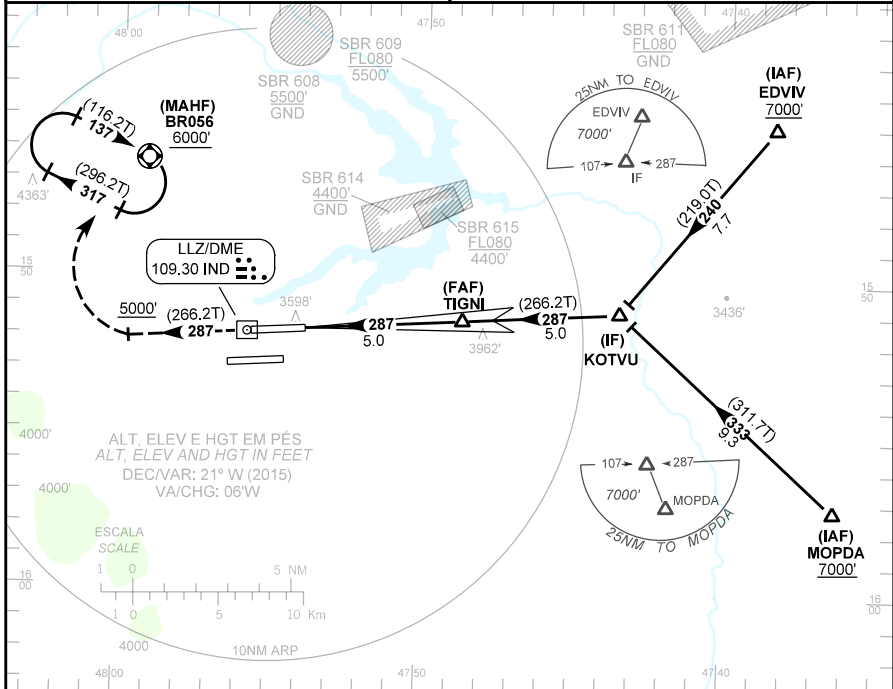 48 00
47 50
47 40
SBR 609
FL080
5500'
SBR 608
5500'
GND
SBR 611
FL080
GND
(IAF)
EDVIV
7000'
25NM TO EDVIV
EDVIV
7000'
107
287
IF
(116.2T)
137
(MAHF)
BR056
6000'
(296.2T)
317
4363'
SBR 614
4400'
GND
SBR 615
FL080
4400'
(219.0T)
240
7.7
LLZ/DME
109.30 IND
15
50
15
50
3598'
(FAF)
TIGNI
(266.2T)
3436'
5000'
(266.2T)
287
287
5.0
287
5.0
3962'
(IF)
KOTVU
(311.7T)
333
9.3
4000'
ALT, ELEV E HGT EM PÉS
ALT, ELEV AND HGT IN FEET
DEC/VAR: 21º W (2015)
VA/CHG: 06'W
107
287
7000'
MOPDA
25NM TO MOPDA
4000'
(IAF)
MOPDA
7000'
ESCALA
SCALE
1 0 5 NM
1 0 5 10 Km
16
00
16
00
4000
10NM ARP
48 00
47 50
47 40